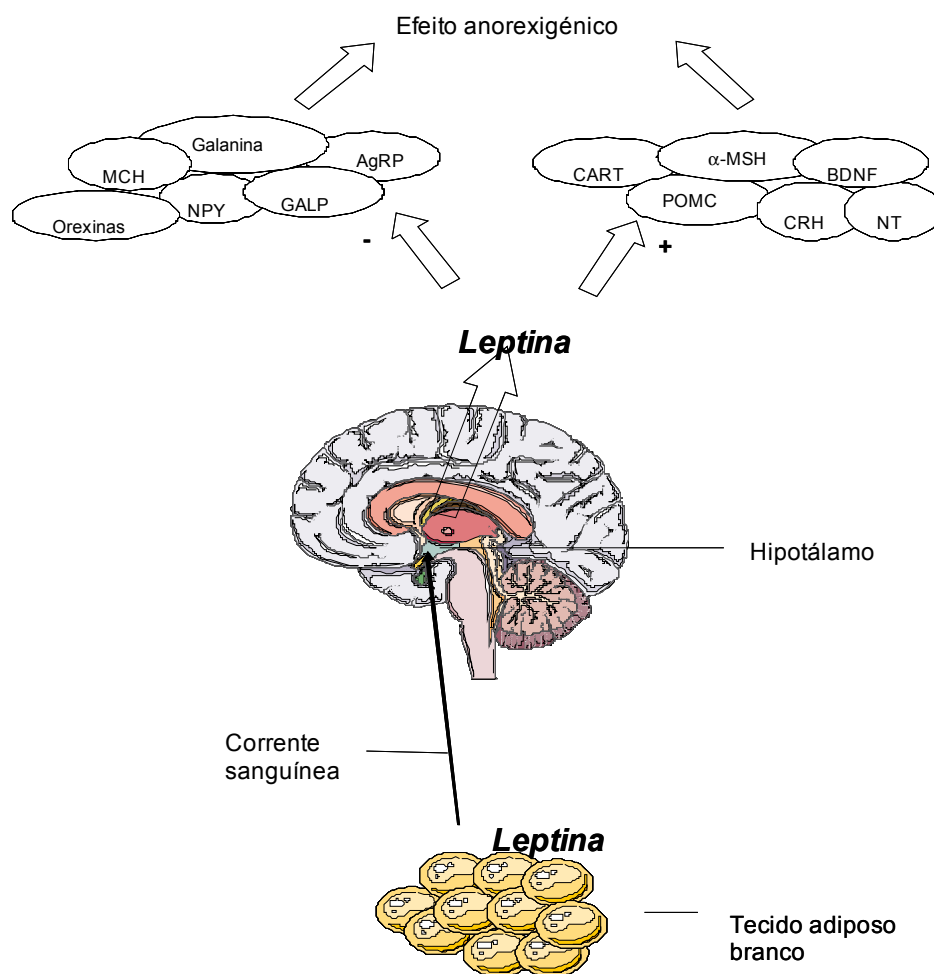 Efeito anorexigénico
Galanina
AgRP
MCH
NPY
GALP
Orexinas
-
α-MSH
CART
BDNF
POMC
CRH
NT
+
Leptina
Hipotálamo
Corrente
sanguínea
Leptina
Tecido adiposo
branco